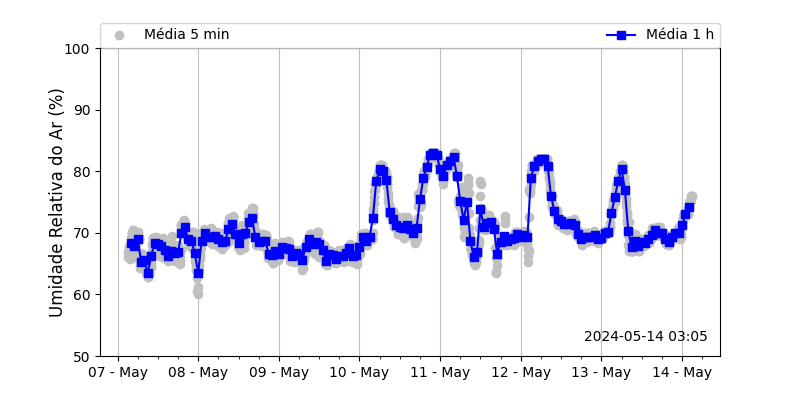 Média 5 min
Média 1 h
Umidade Relativa do Ar (%)
100
90
80
70
60
50
2024-05-14 03:05
07 - May
08 - May
09 - May
10 - May
11 - May
12 - May
13 - May
14 - May